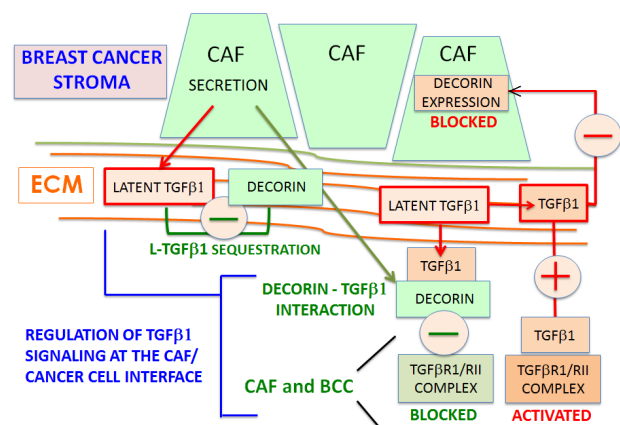 BREAST CANCER
STROMA
CAF
SECRETION
CAF
CAF
DECORIN
EXPRESSION
BLOCKED
ECM
LATENT TGFβ1
DECORIN
LATENT TGFβ1
TGFβ1
L-TGFβ1 SEQUESTRATION
TGFβ1
DECORIN - TGFβ1
INTERACTION
DECORIN
REGULATION OF TGFβ1
SIGNALING AT THE CAF/
CANCER CELL INTERFACE
TGFβ1
CAF and BCC
TGFβR1/RII
COMPLEX
BLOCKED
TGFβR1/RII
COMPLEX
ACTIVATED